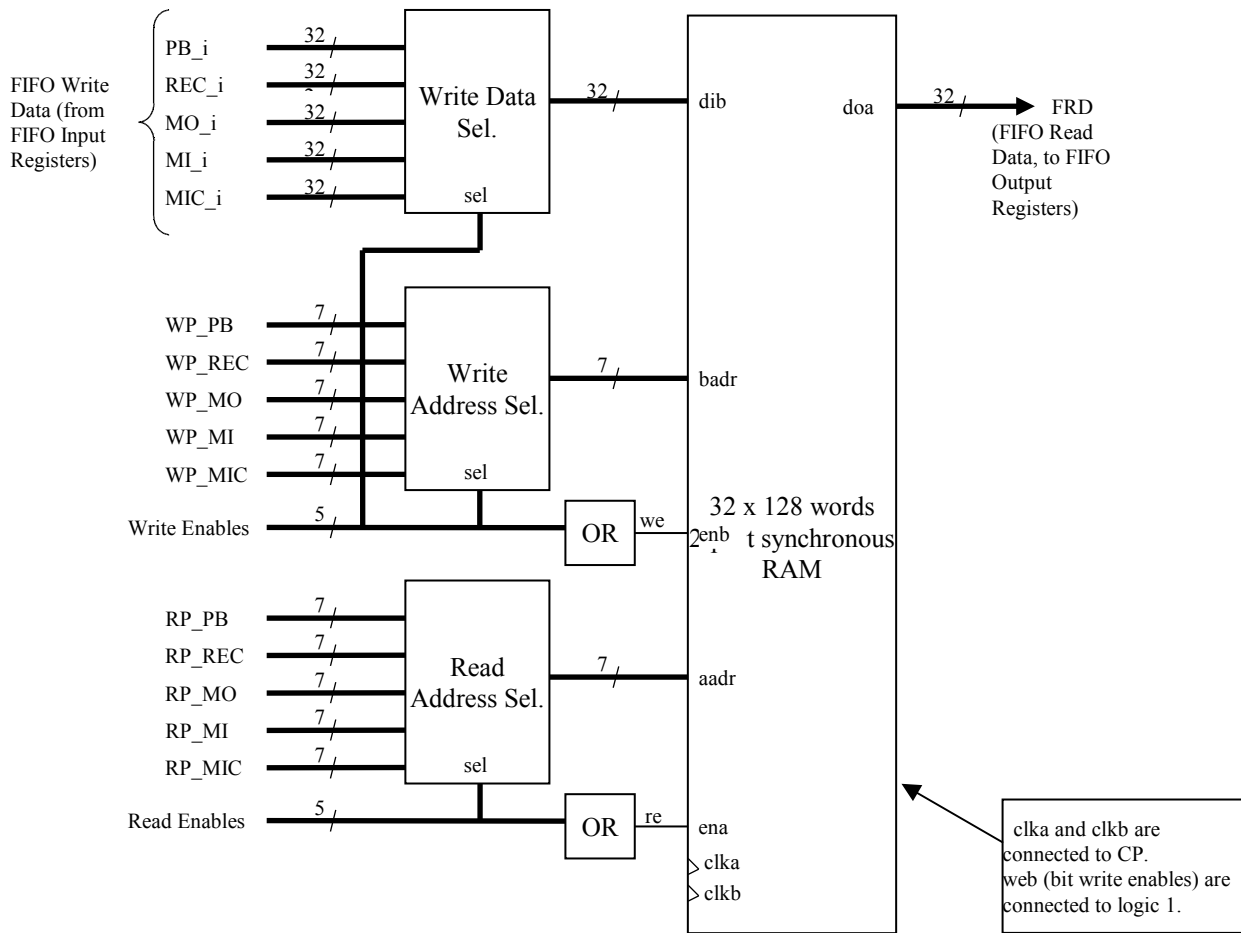 FIFO Write
Data (from
FIFO Input
Registers)
PB_i
32
REC_i
32
MO_i
32
MI_i
32
MIC_i
32
Write Data
Sel.
sel
32
dib
doa
32
FRD
(FIFO Read
Data, to FIFO
Output
Registers)
WP_PB
7
WP_REC
7
WP_MO
7
WP_MI
7
WP_MIC
7
Write
Address Sel.
sel
7
badr
Write Enables
5
OR
we
enb
32 x 128 words
2 t synchronous
RAM
RP_PB
7
RP_REC
7
RP_MO
7
RP_MI
7
RP_MIC
7
Read
Address Sel.
sel
7
aadr
Read Enables
5
OR
re
ena
clka
clkb
clka and clkb are
connected to CP.
web (bit write enables) are
connected to logic 1.